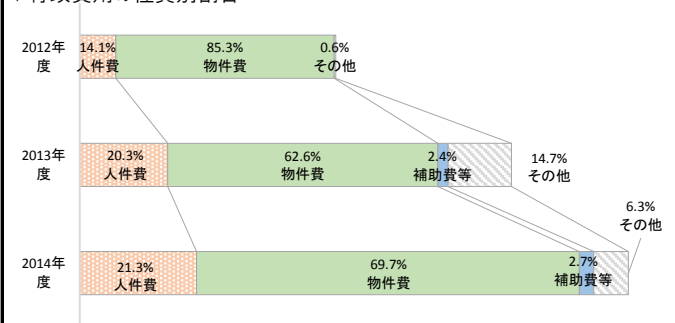 2012年
度
14.1%
人件費
85.3%
物件費
0.6%
その他
2013年
度
20.3%
人件費
62.6%
物件費
2.4%
補助費等
14.7%
その他
6.3%
その他
2014年
度
21.3%
人件費
69.7%
物件費
2.7%
補助費等